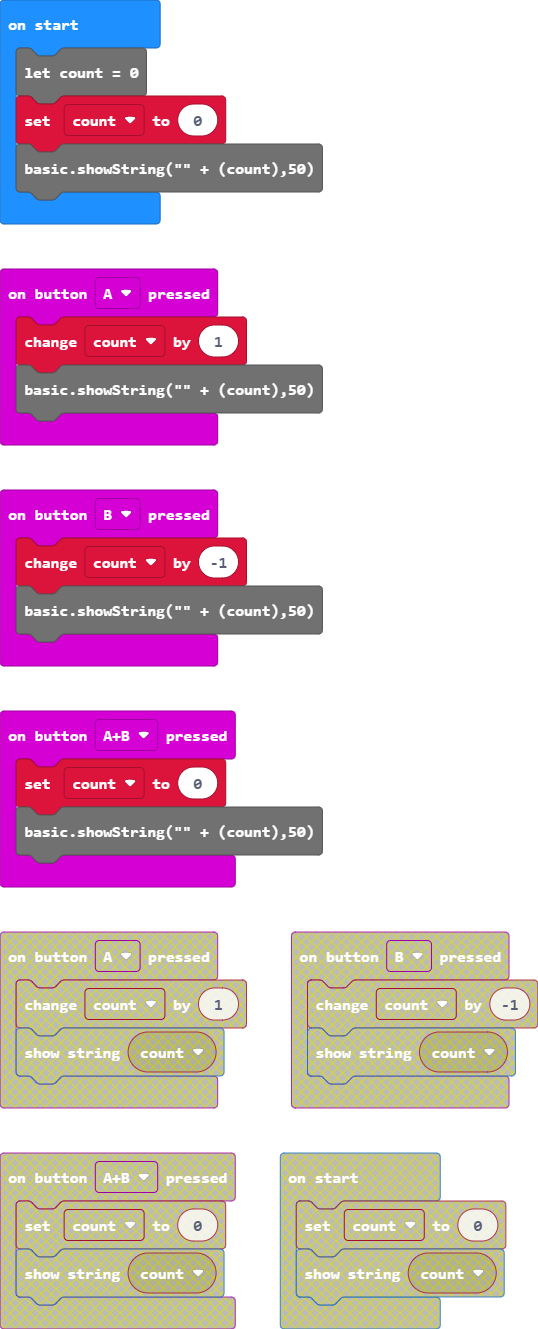 on start
let count = 0
set count to 0
basic.showString("" + (count),50)
on button A pressed
change count by 1
basic.showString("" + (count),50)
on button B pressed
change count by -1
basic.showString("" + (count),50)
on button A+B pressed
set count to 0
basic.showString("" + (count),50)
on button A pressed
change count by 1
show string count
on button B pressed
change count by -1
show string count
on button A+B pressed
set count to 0
show string count
on start
set count to 0
show string count